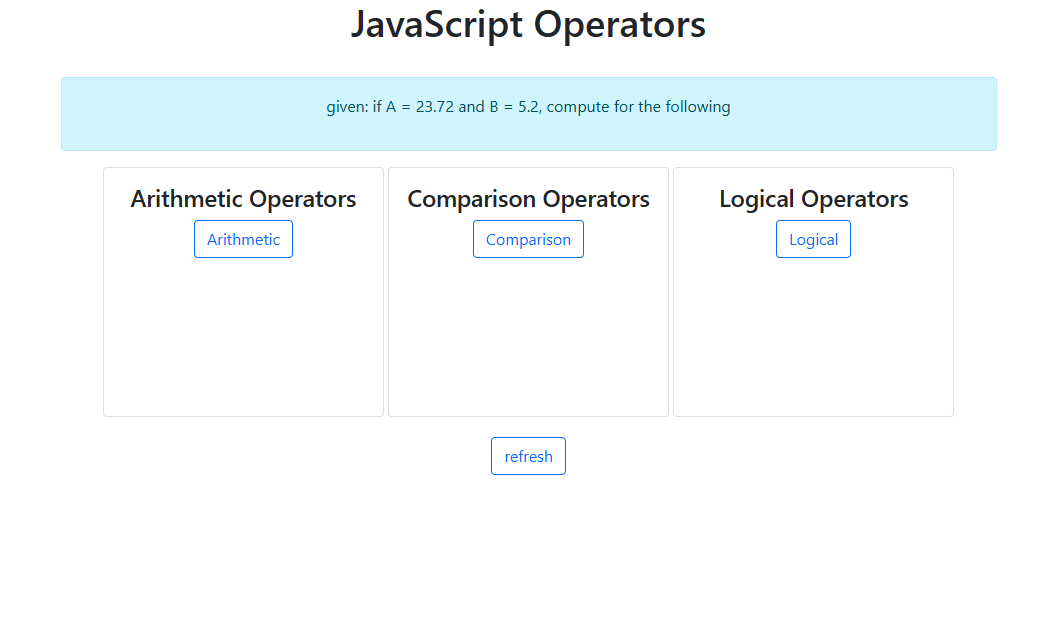 JavaScript Operators
given: if A = 23.72 and B = 5.2, compute for the following
Arithmetic Operators
Arithmetic
Comparison Operators
Comparison
Logical Operators
Logical
refresh